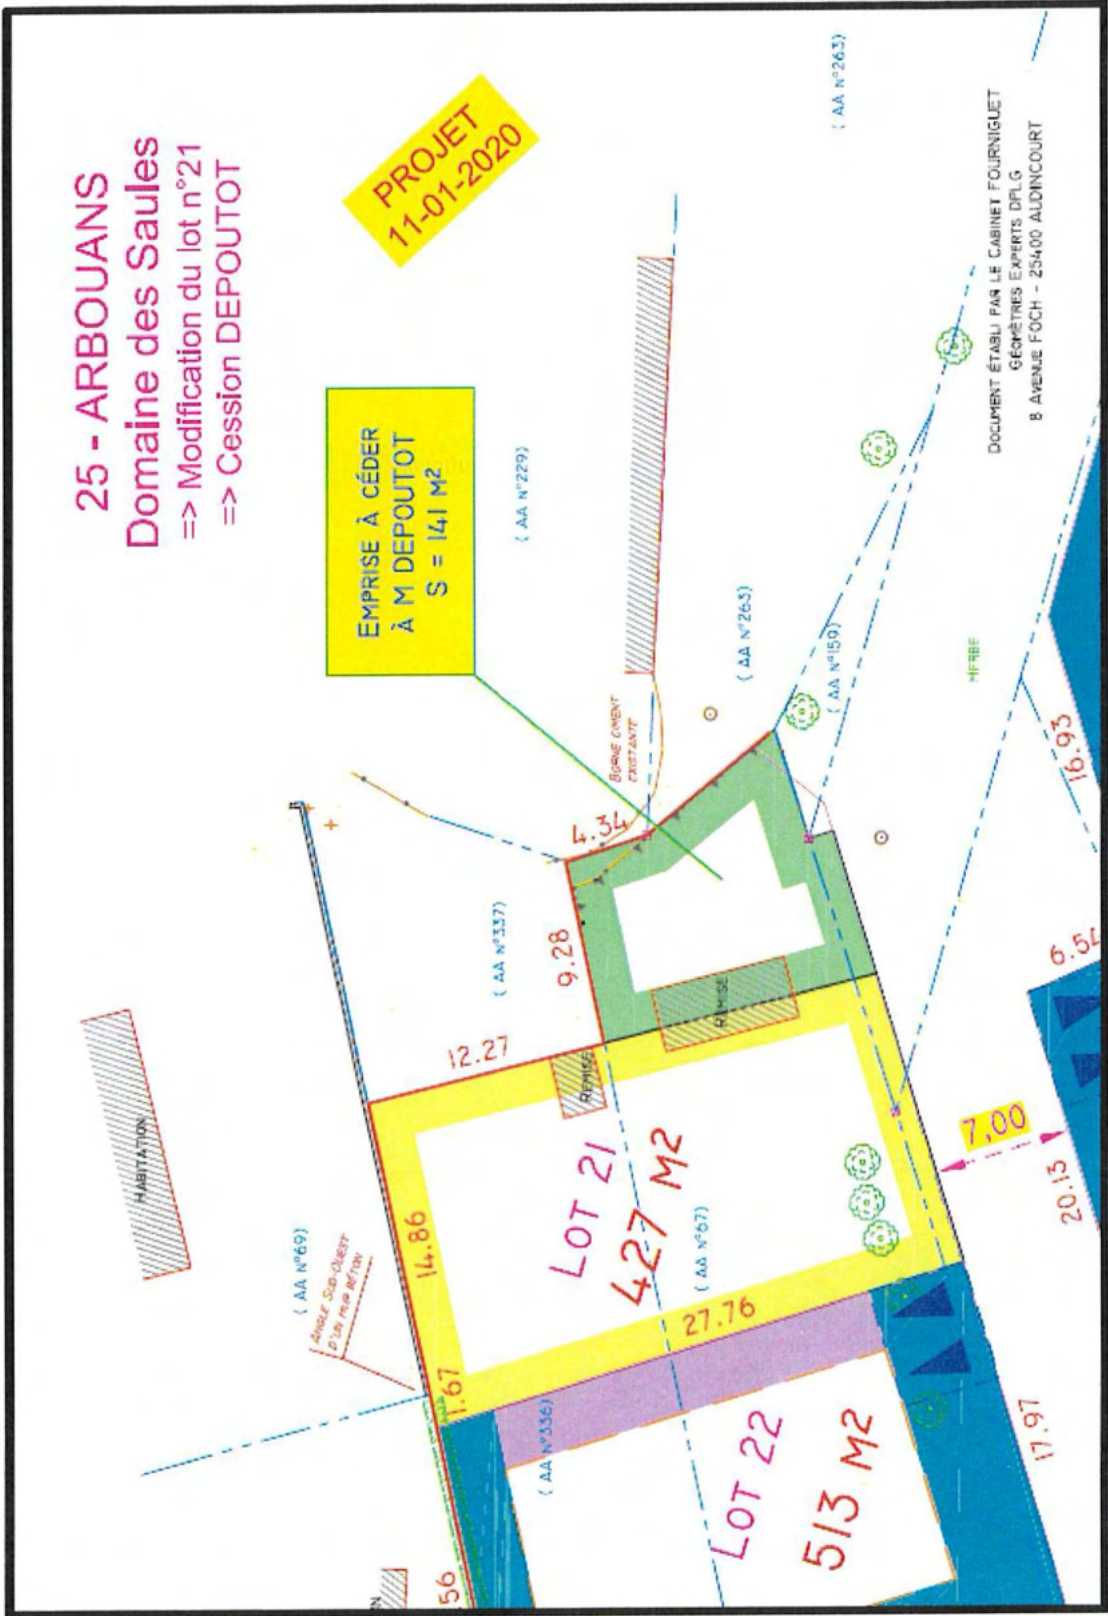 25 - ARBOUANS
Domaine des Saules
=> Modification du lot n°21
=> Cession DEPOUTOT
PROJET
11-01-2020
EMPRISE À CÉDER
À M DEPOUTOT
S = 141 M²
( AA N°263)
( AA N°229)
( AA N°263)
( AA N°159)
HERBE
BORNE CIMENT
EXISTANTE
4.34
9.28
12.27
( AA N°337)
REMISE
REMISE
HABITATION
( AA N°69)
ANGLE SUD-OUEST
D'UN MUR BÉTON
14.86
1.67
LOT 21
427 M2
( AA N°67)
27.76
( AA N°336)
LOT 22
513 M2
7,00
20.13
17.97
16.93
6.54
56
N
DOCUMENT ÉTABLI PAR LE CABINET FOURNIGUET
GÉOMÈTRES EXPERTS DPLG
8 AVENUE FOCH - 25400 AUDINCOURT